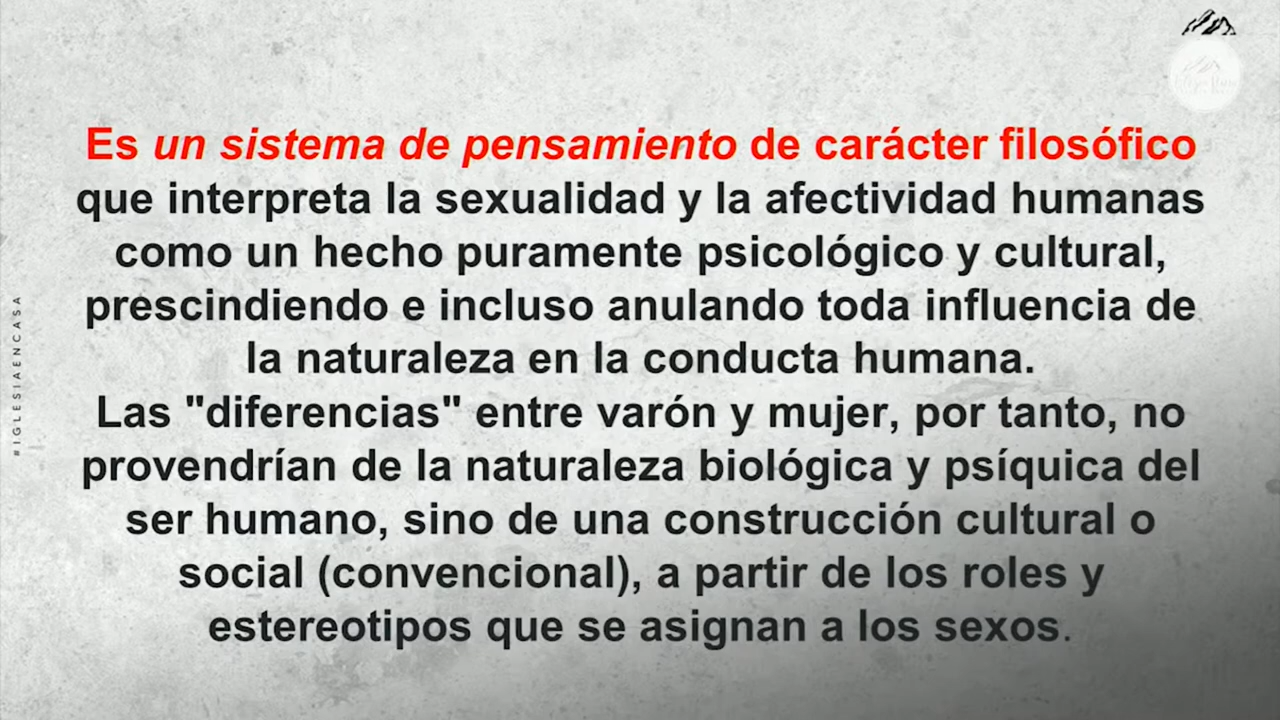 Es un sistema de pensamiento de carácter filosófico
que interpreta la sexualidad y la afectividad humanas
como un hecho puramente psicológico y cultural,
prescindiendo e incluso anulando toda influencia de
la naturaleza en la conducta humana.
Las "diferencias" entre varón y mujer, por tanto, no
provendrían de la naturaleza biológica y psíquica del
ser humano, sino de una construcción cultural o
social (convencional), a partir de los roles y
estereotipos que se asignan a los sexos.
#IGLESIAENCASA